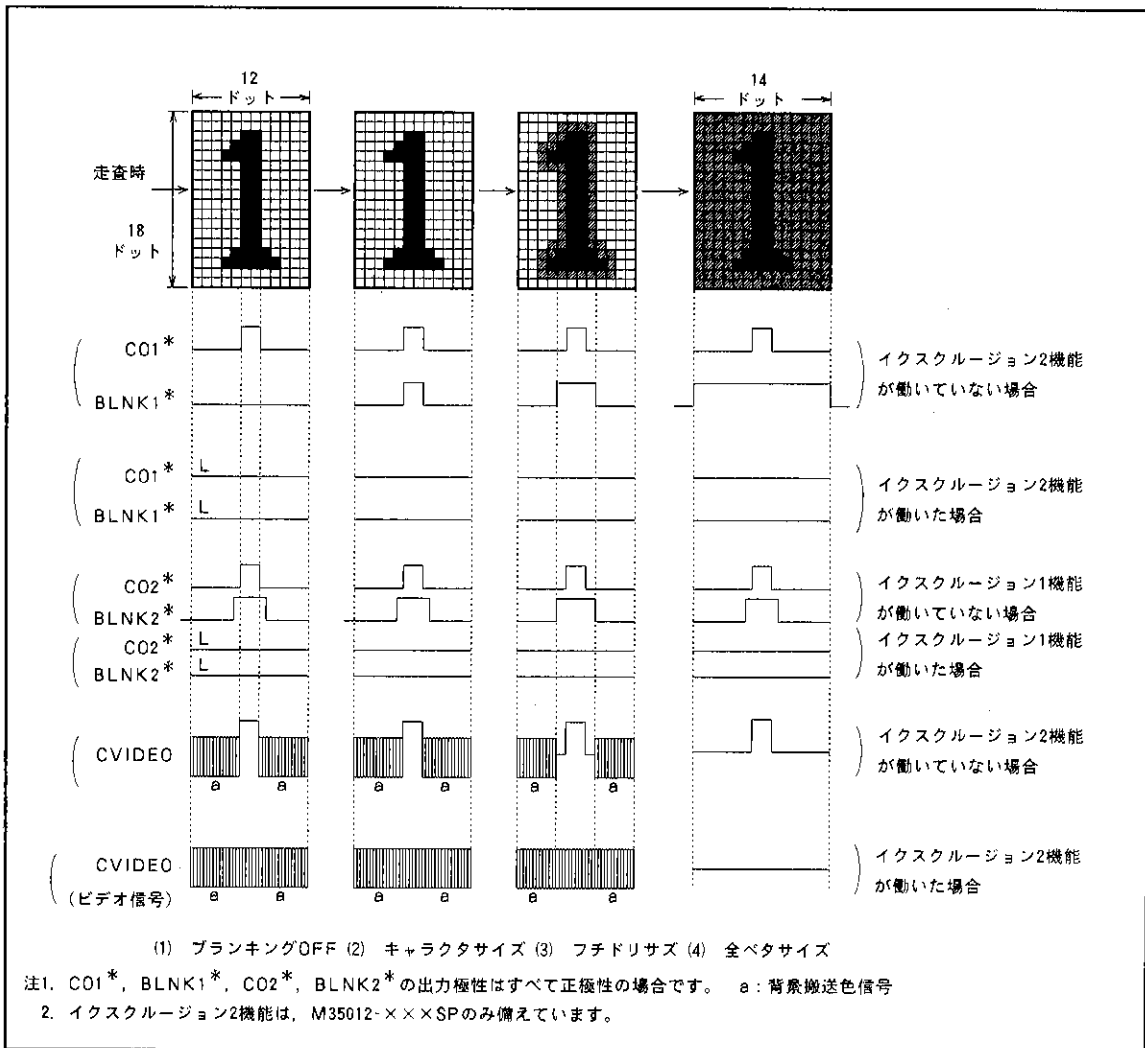 12
ドット
14
ドット
走査時
18
ドット
CO1*
BLNK1*
イクスクルージョン2機能
が働いていない場合
CO1*
L
BLNK1*
L
イクスクルージョン2機能
が働いた場合
CO2*
BLNK2*
イクスクルージョン1機能
が働いていない場合
CO2*
L
BLNK2*
L
イクスクルージョン1機能
が働いた場合
CVIDEO
a a a a a a
イクスクルージョン2機能
が働いていない場合
CVIDEO
(ビデオ信号)
a a a a a a
イクスクルージョン2機能
が働いた場合
(1) ブランキングOFF (2) キャラクタサイズ (3) フチドリサズ (4) 全ベタサイズ
注1. CO1*, BLNK1*, CO2*, BLNK2*の出力極性はすべて正極性の場合です。 a:背景搬送色信号
2. イクスクルージョン2機能は, M35012-×××SPのみ備えています。